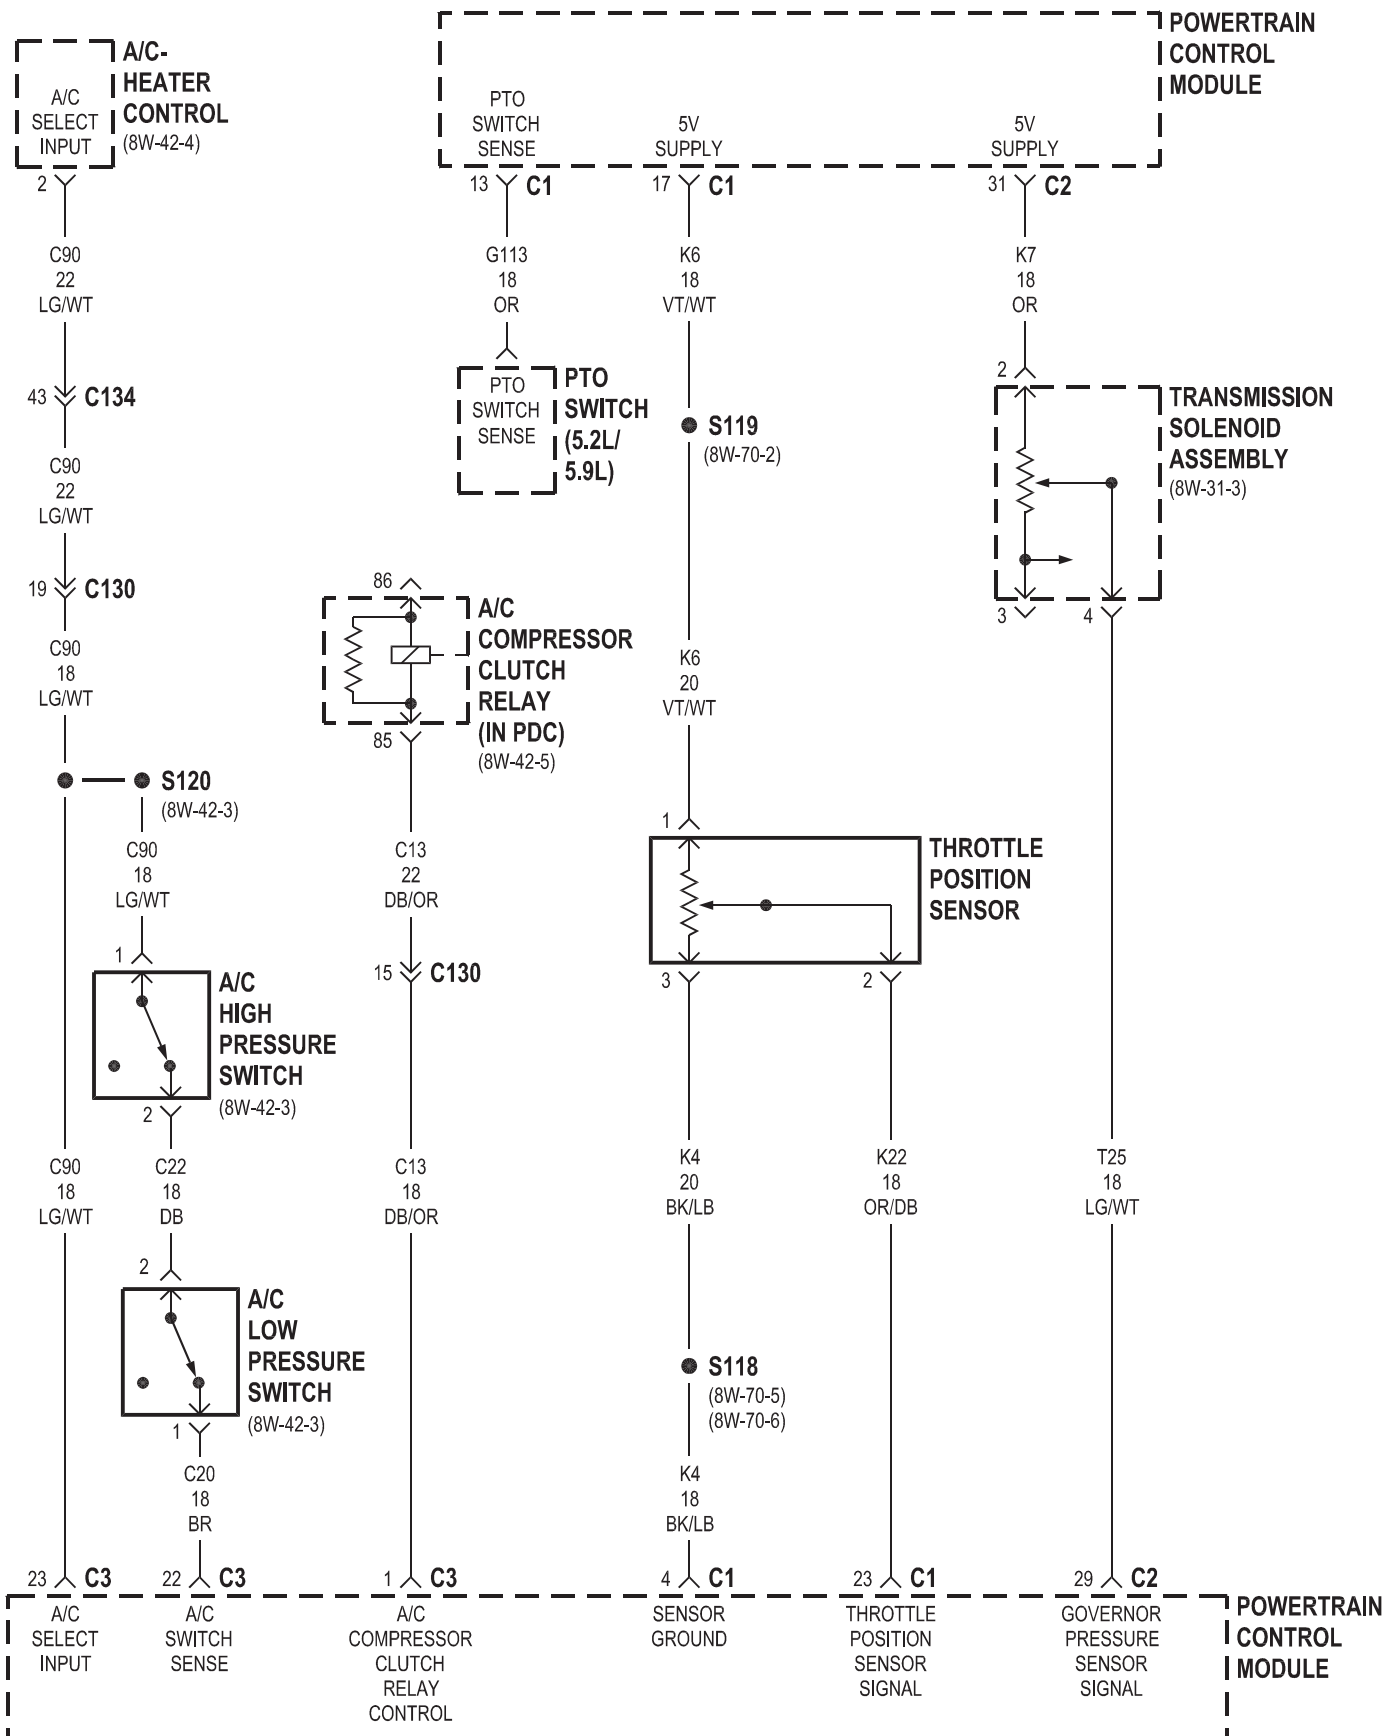 A/C-
HEATER
CONTROL
(8W-42-4)
A/C
SELECT
INPUT
2
C90
22
LG/WT
43
C134
C90
22
LG/WT
19
C130
C90
18
LG/WT
S120
(8W-42-3)
C90
18
LG/WT
1
A/C
HIGH
PRESSURE
SWITCH
(8W-42-3)
2
C90
18
LG/WT
C22
18
DB
2
A/C
LOW
PRESSURE
SWITCH
(8W-42-3)
1
C20
18
BR
POWERTRAIN
CONTROL
MODULE
PTO
SWITCH
SENSE
5V
SUPPLY
5V
SUPPLY
13
C1
17
C1
31
C2
G113
18
OR
PTO
SWITCH
SENSE
PTO
SWITCH
(5.2L/
5.9L)
86
A/C
COMPRESSOR
CLUTCH
RELAY
(IN PDC)
(8W-42-5)
85
C13
22
DB/OR
15
C130
C13
18
DB/OR
K6
18
VT/WT
S119
(8W-70-2)
K6
20
VT/WT
1
THROTTLE
POSITION
SENSOR
3
2
K4
20
BK/LB
K22
18
OR/DB
S118
(8W-70-5)
(8W-70-6)
K4
18
BK/LB
K7
18
OR
2
TRANSMISSION
SOLENOID
ASSEMBLY
(8W-31-3)
3
4
T25
18
LG/WT
23
C3
22
C3
1
C3
4
C1
23
C1
29
C2
A/C
SELECT
INPUT
A/C
SWITCH
SENSE
A/C
COMPRESSOR
CLUTCH
RELAY
CONTROL
SENSOR
GROUND
THROTTLE
POSITION
SENSOR
SIGNAL
GOVERNOR
PRESSURE
SENSOR
SIGNAL
POWERTRAIN
CONTROL
MODULE